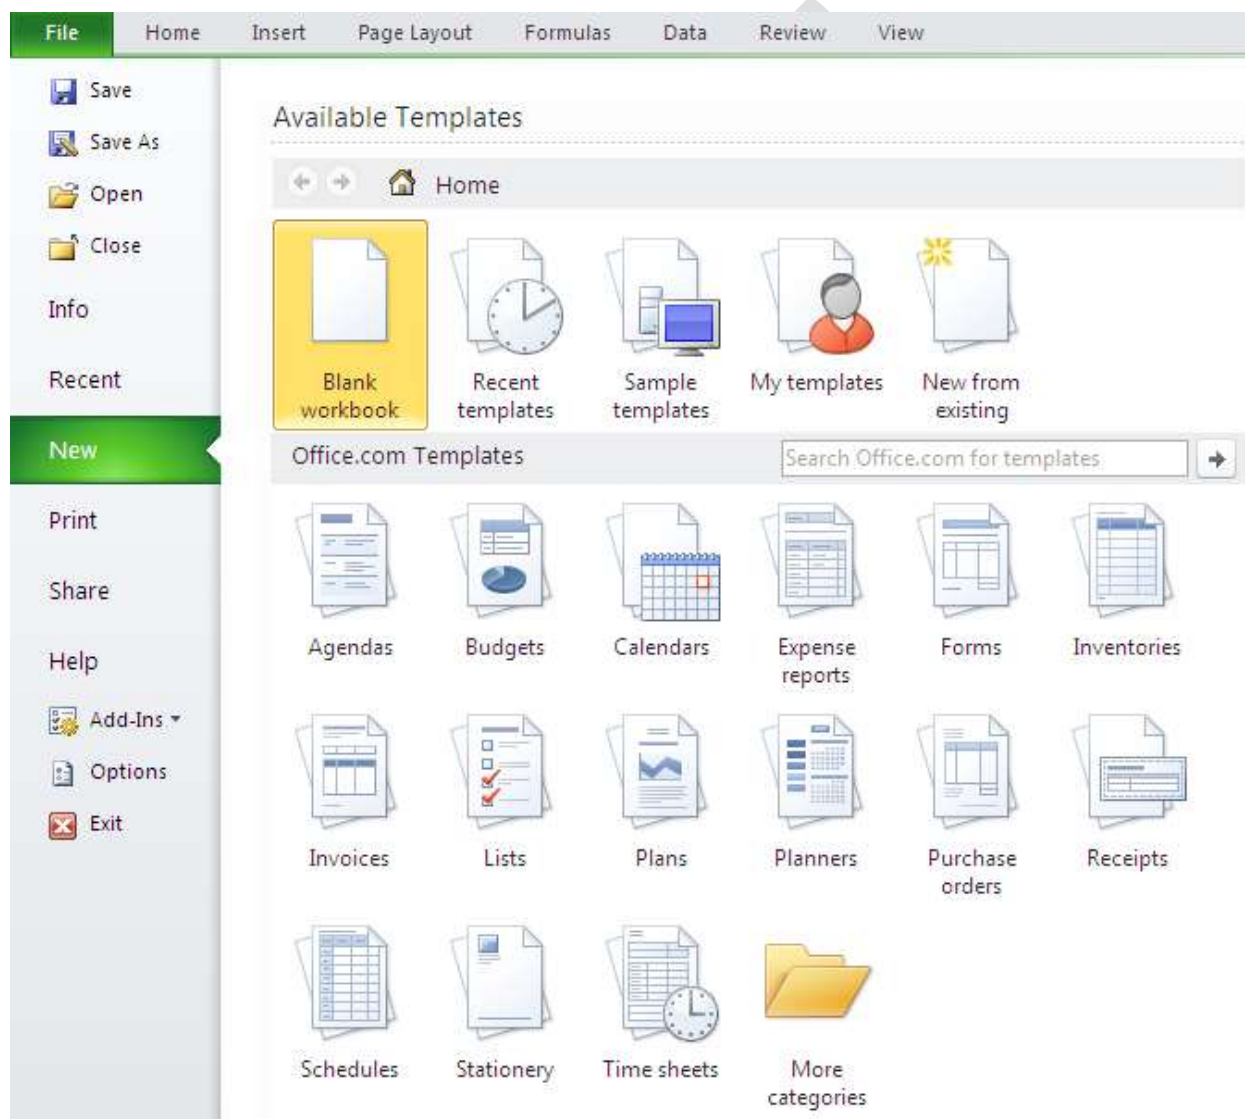 File Home Insert Page Layout Formulas Data Review View
Save
Save As
Open
Close
Info
Recent
New
Print
Share
Help
Add-Ins
Options
Exit
Available Templates
Home
Blank workbook
Recent templates
Sample templates
My templates
New from existing
Office.com Templates
Search Office.com for templates
Agendas
Budgets
Calendars
Expense reports
Forms
Inventories
Invoices
Lists
Plans
Planners
Purchase orders
Receipts
Schedules
Stationery
Time sheets
More categories